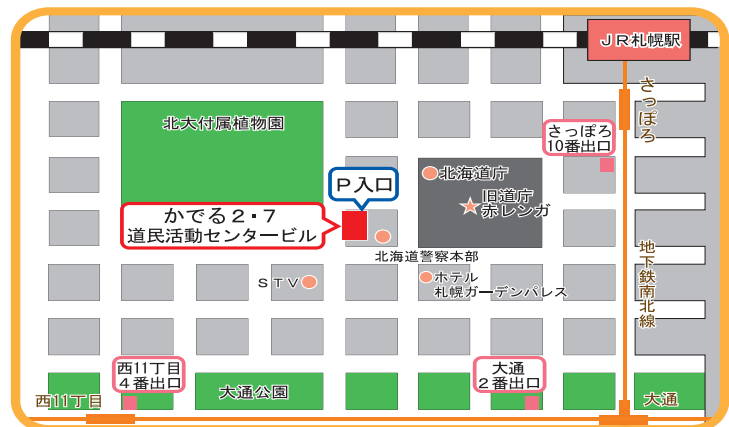 JR札幌駅
さっぽろ
北大付属植物園
さっぽろ
10番出口
P入口
北海道庁
旧道庁
赤レンガ
かでる2・7
道民活動センタービル
北海道警察本部
地下鉄南北線
STV
ホテル
札幌ガーデンパレス
西11丁目
4番出口
大通
2番出口
西11丁目
大通公園
大通